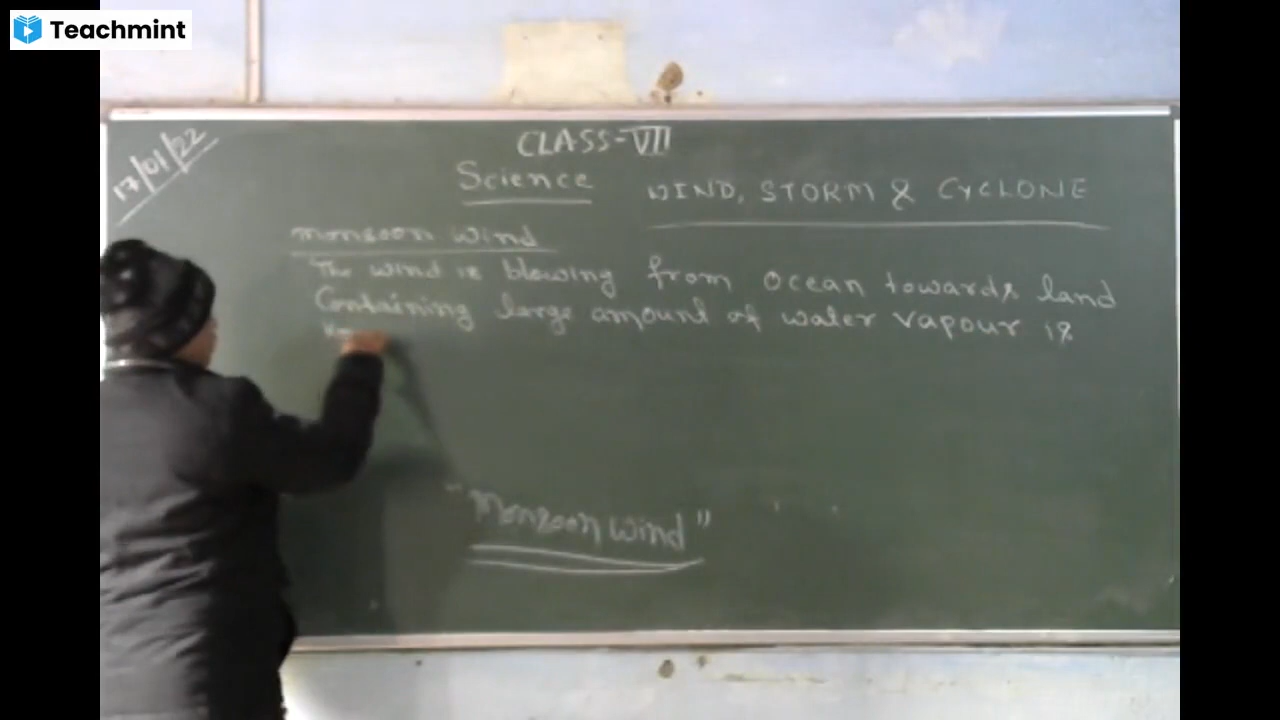 Teachmint
17/01/22
CLASS-VII
Science
WIND, STORM & CYCLONE
Monsoon Wind
The wind is blowing from Ocean towards land
Containing large amount of water vapour is
"Monsoon Wind"